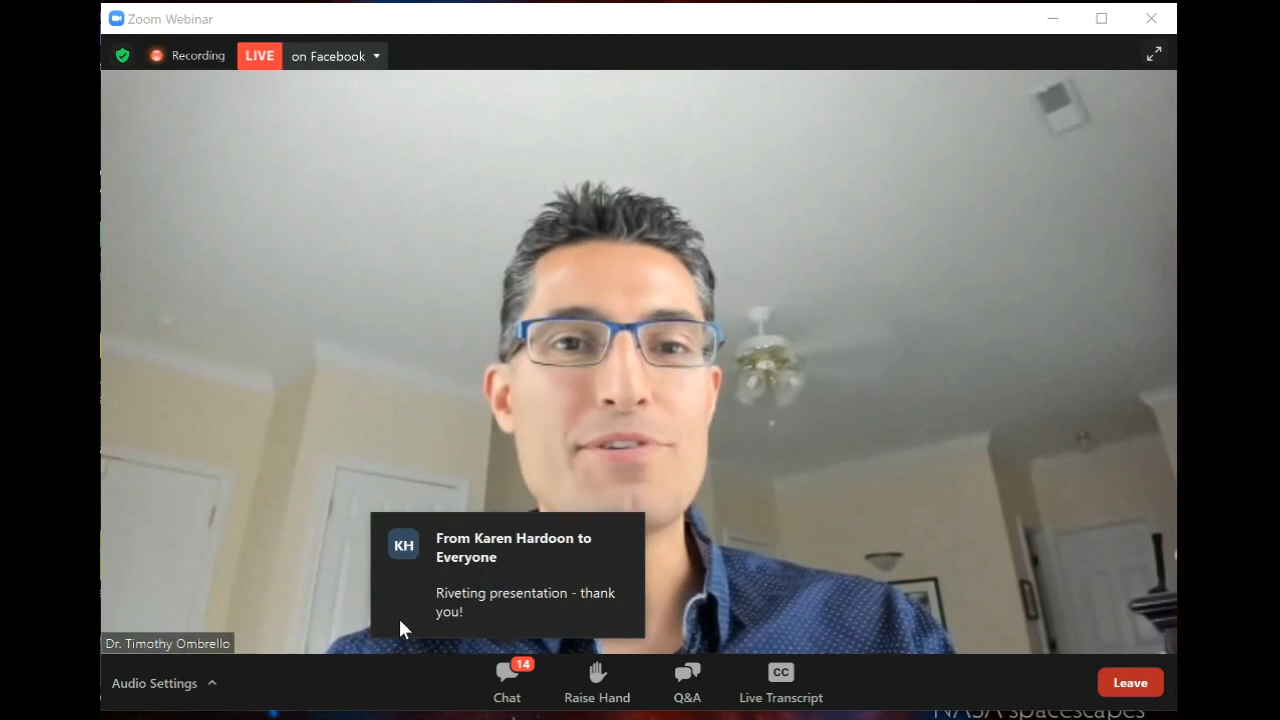 Zoom Webinar
Recording
LIVE
on Facebook
KH
From Karen Hardoon to
Everyone
Riveting presentation - thank
you!
Dr. Timothy Ombrello
Audio Settings
14
Chat
Raise Hand
Q&A
CC
Live Transcript
Leave
NASA spacescapes